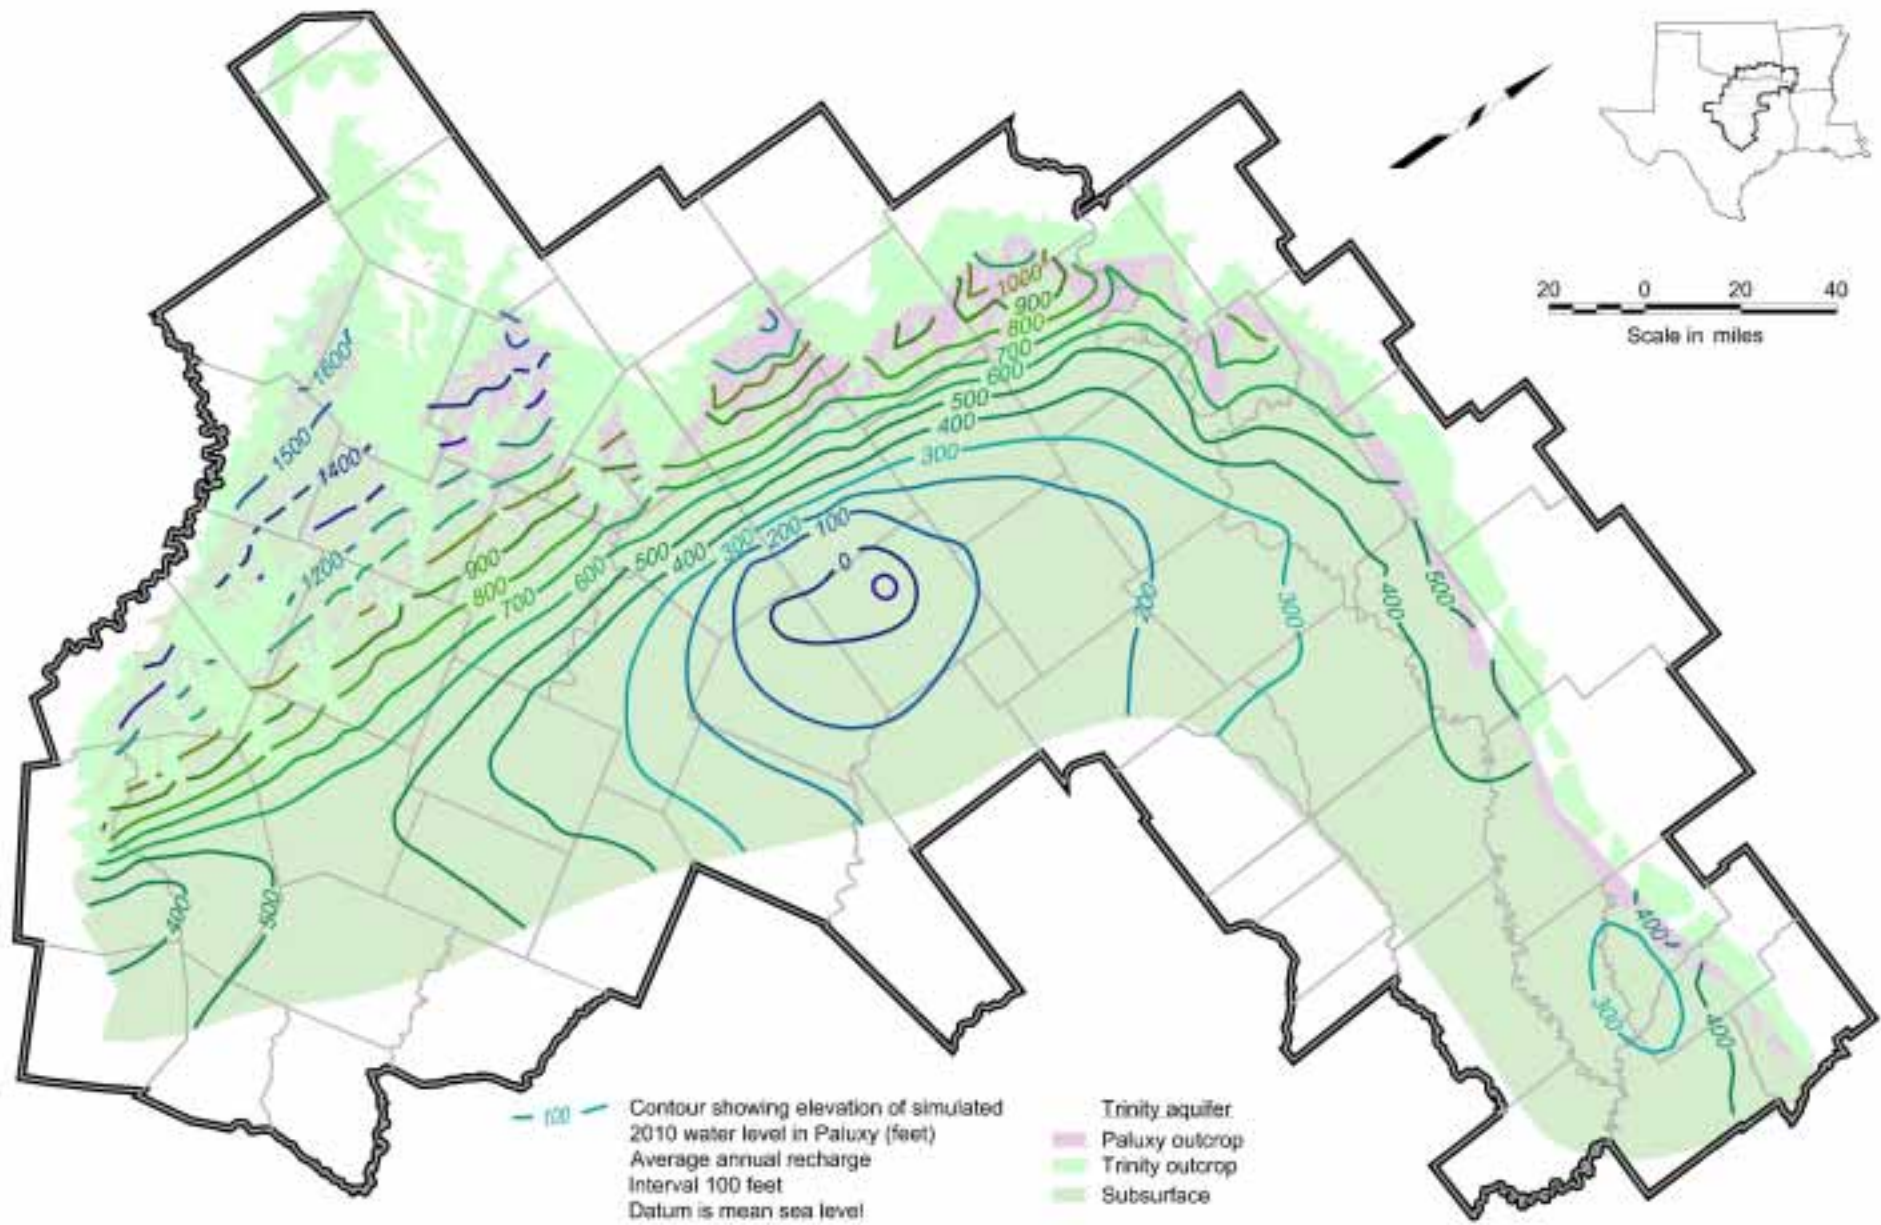 20 0 20 40
Scale in miles
1000
900
800
700
600
500
400
300
1600
1500
1400
1200
900
800
700
600
500
400
300
200
100
0
200
300
400
500
400
500
400
300
400
100
Contour showing elevation of simulated
2010 water level in Paluxy (feet)
Average annual recharge
Interval 100 feet
Datum is mean sea level
Trinity aquifer
Paluxy outcrop
Trinity outcrop
Subsurface